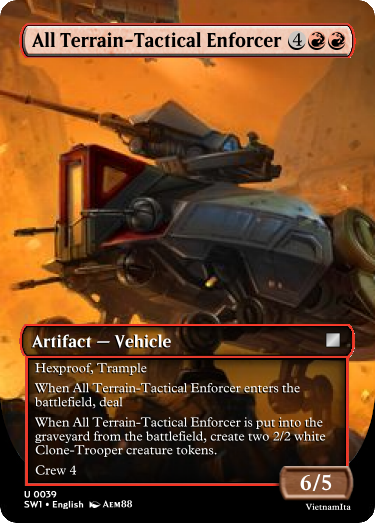 All Terrain-Tactical Enforcer 4
Artifact — Vehicle
Hexproof, Trample
When All Terrain-Tactical Enforcer enters the
battlefield, deal
When All Terrain-Tactical Enforcer is put into the
graveyard from the battlefield, create two 2/2 white
Clone-Trooper creature tokens.
Crew 4
6/5
U 0039
SW1 • English AEM88
VietnamIta